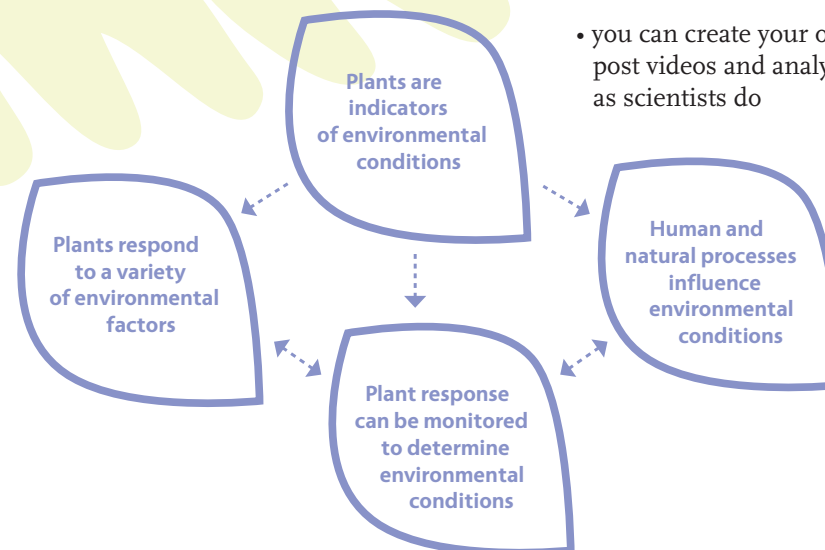 • you can create your
post videos and
as scientists do
Plants are
indicators
of environmental
conditions
Plants respond
to a variety
of environmental
factors
Human and
natural processes
influence
environmental
conditions
Plant response
can be monitored
to determine
environmental
conditions